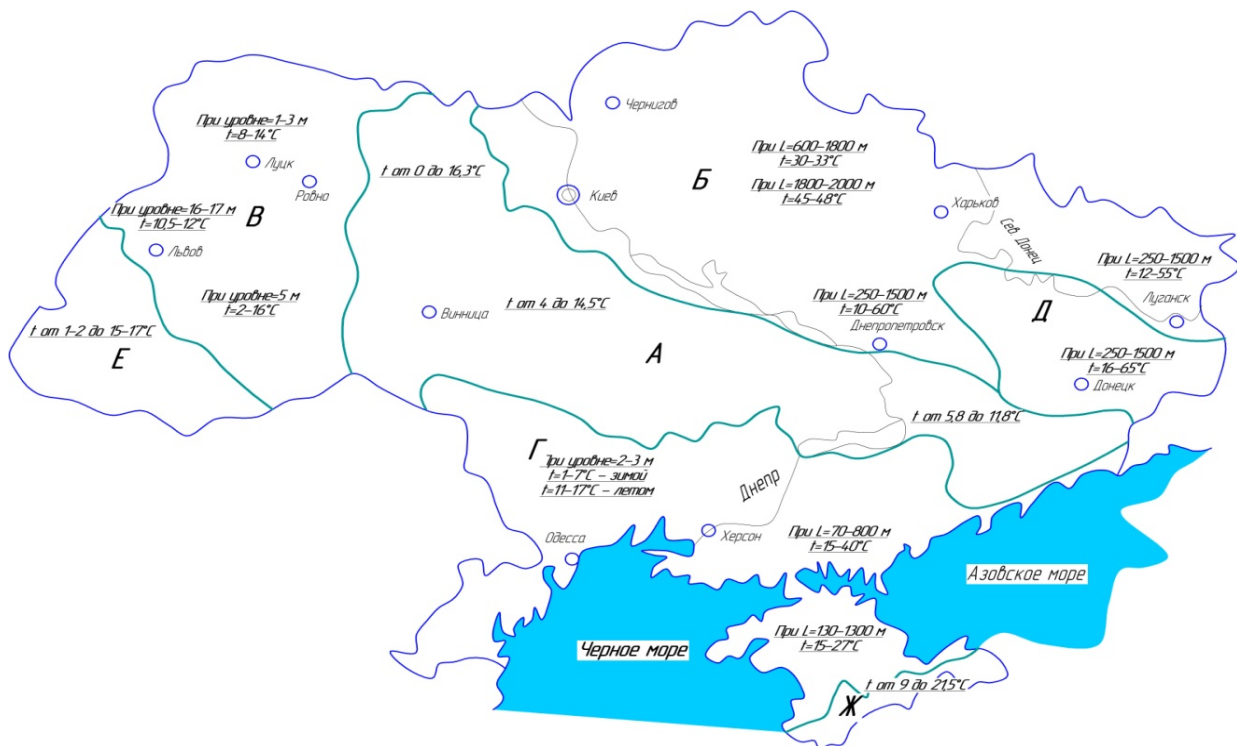 Чернигов
При уровне=1-3 м
t=8-14°C
Луцк
Ровно
t от 0 до 16,3°C
При L=600-1800 м
t=30-33°C
При L=1800-2000 м
t=45-48°C
Б
Киев
Харьков
При уровне=16-17 м
t=10,5-12°C
В
Львов
Сев. Донец
При L=250-1500 м
t=12-55°C
Луганск
При уровне=5 м
t=2-16°C
t от 4 до 14,5°C
Винница
При L=250-1500 м
t=10-60°C
Днепропетровск
Д
t от 1-2 до 15-17°C
Е
А
При L=250-1500 м
t=16-65°C
Донецк
t от 5,8 до 11,8°C
Г
При уровне=2-3 м
t=1-7°C - зимой
t=11-17°C - летом
Днепр
Одесса
Херсон
При L=70-800 м
t=15-40°C
Азовское море
Черное море
При L=130-1300 м
t=15-27°C
t от 9 до 21,5°C
Ж